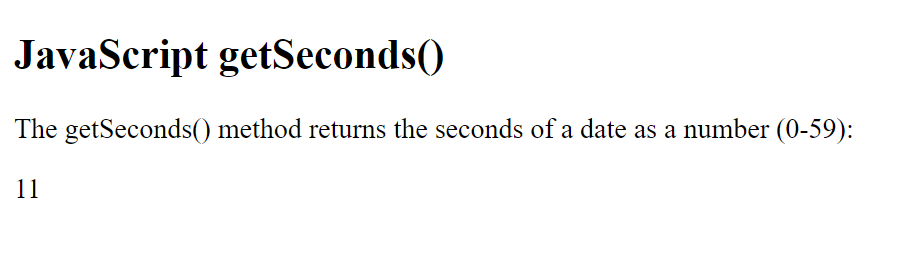 JavaScript getSeconds()
The getSeconds() method returns the seconds of a date as a number (0-59):
11